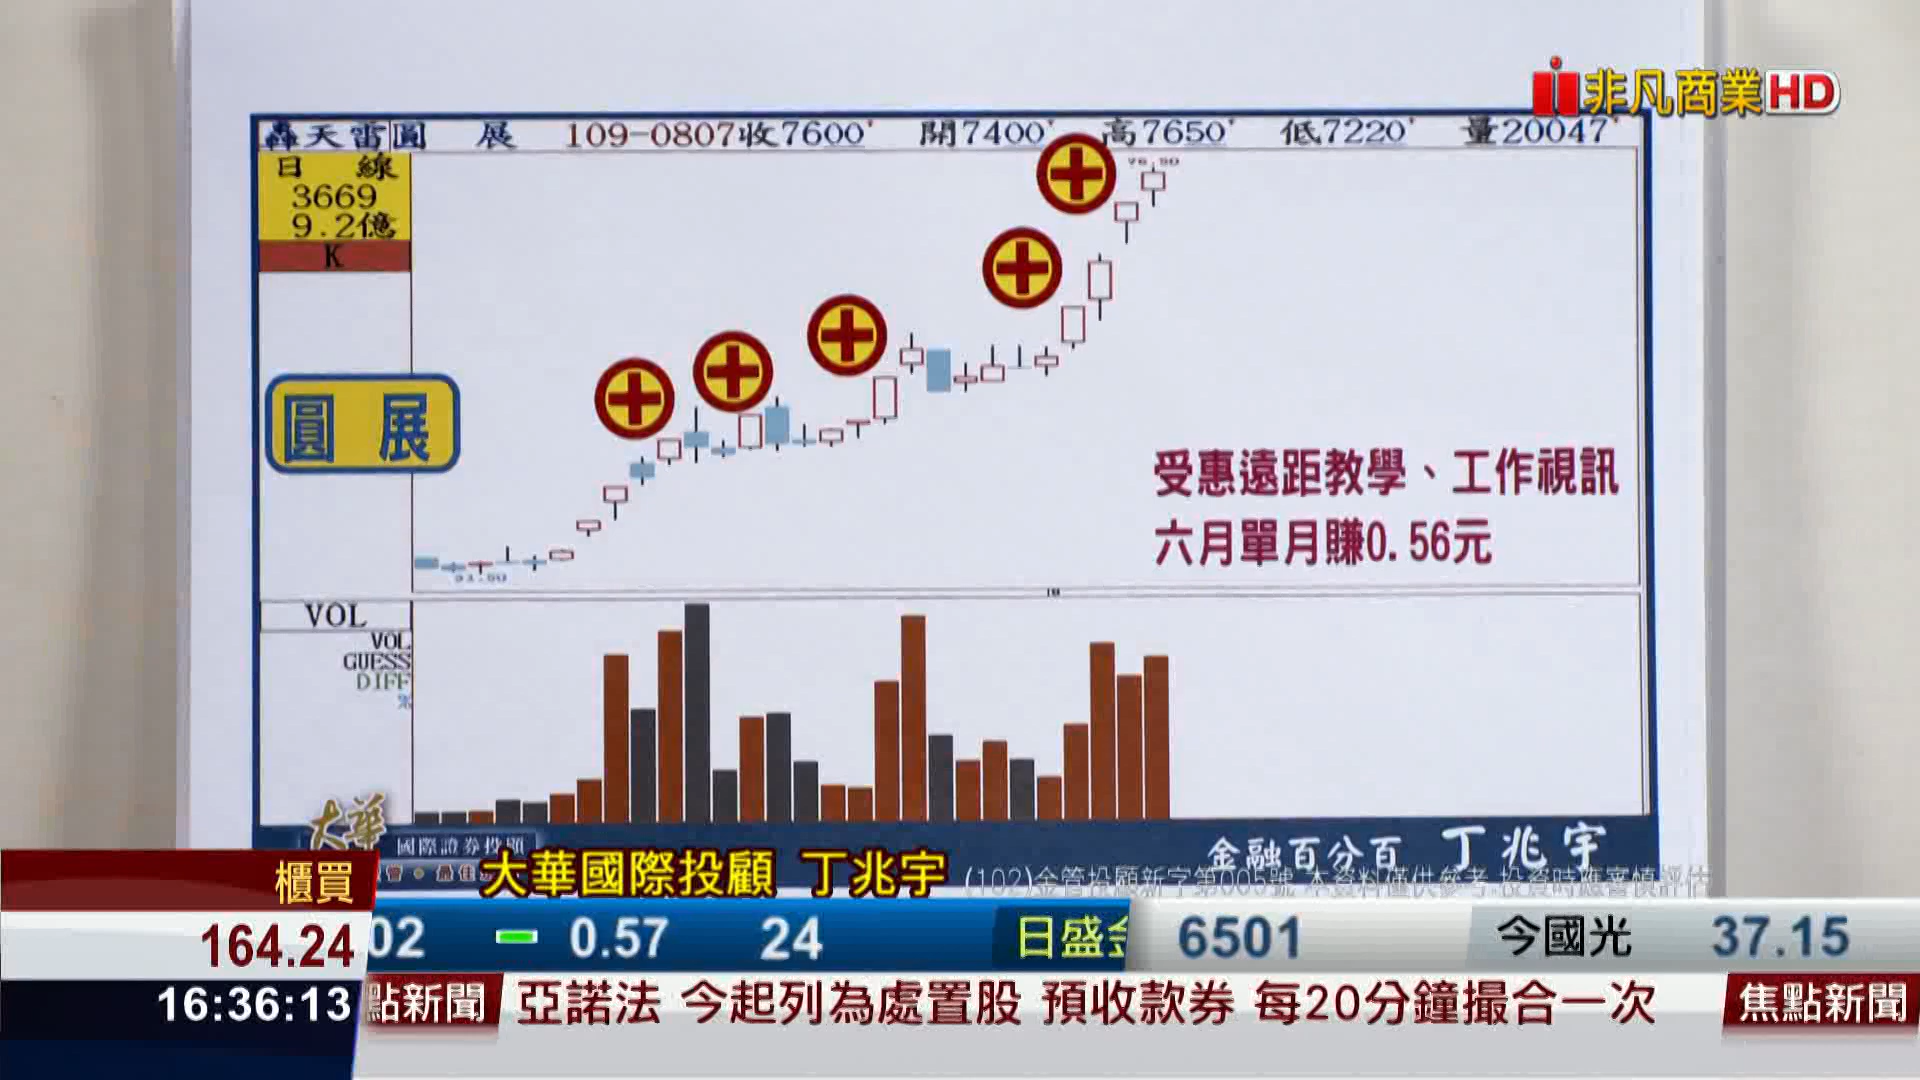 非凡商業HD
轟天雷圓 展 109-0807收7600' 開7400' 高7650' 低7220' 量20047'
日 線
3669
9.2億
K
76.50
圓 展
受惠遠距教學、工作視訊
六月單月賺0.56元
31.50
VOL
VOL
GUESS
DIFF
%
大華 國際證券投顧
金融百分百 丁兆宇
大華國際投顧 丁兆宇
(102)金管投顧新字第005號 本資料僅供參考,投資時應審慎評估
櫃買
164.24
02 0.57 24 日盛金 6501 今國光 37.15
16:36:13
點新聞 亞諾法 今起列為處置股 預收款券 每20分鐘撮合一次 焦點新聞